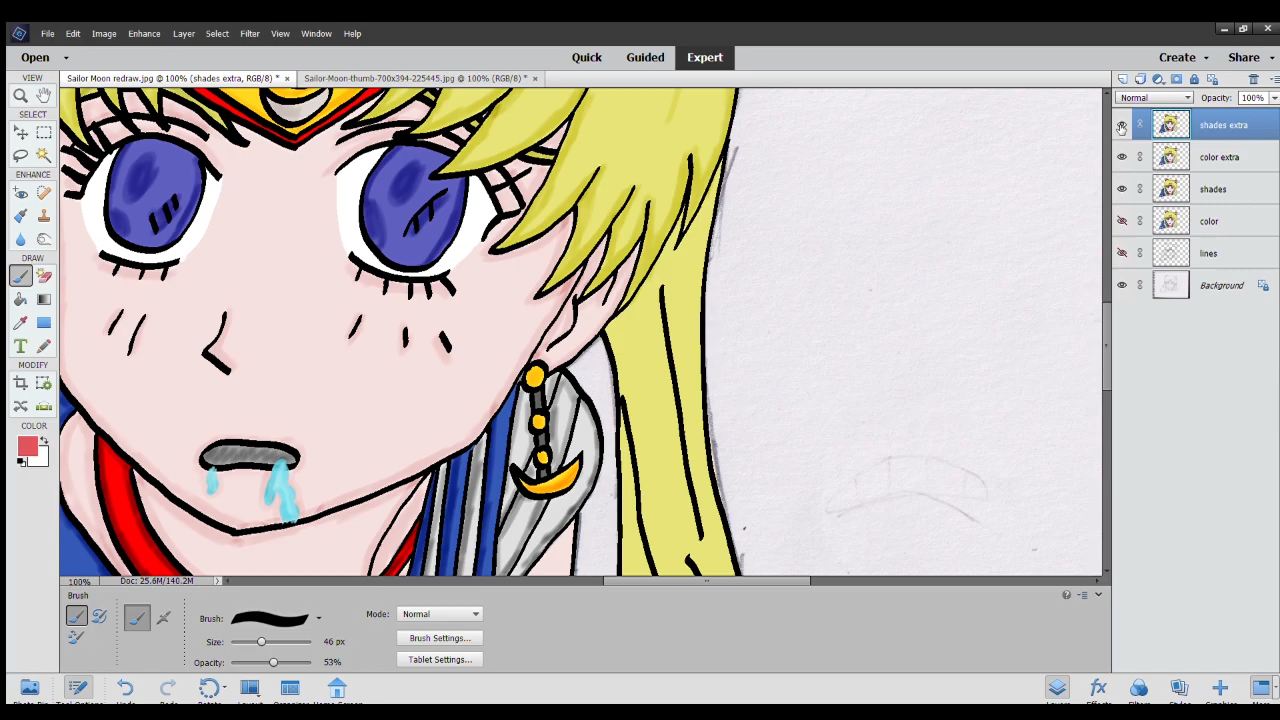 File Edit Image Enhance Layer Select Filter View Window Help
Open Quick Guided Expert Create Share
VIEW Sailor Moon redraw.jpg @ 100% (shades extra, RGB/8) * × Sailor-Moon-thumb-700x394-225445.jpg @ 100% (RGB/8) * ×
Normal Opacity: 100%
SELECT
shades extra
color extra
ENHANCE
shades
color
DRAW
lines
Background
MODIFY
COLOR
100% Doc: 25.6M/140.2M
Brush
Brush: Mode: Normal
Size: 46 px Brush Settings...
Opacity: 53% Tablet Settings...